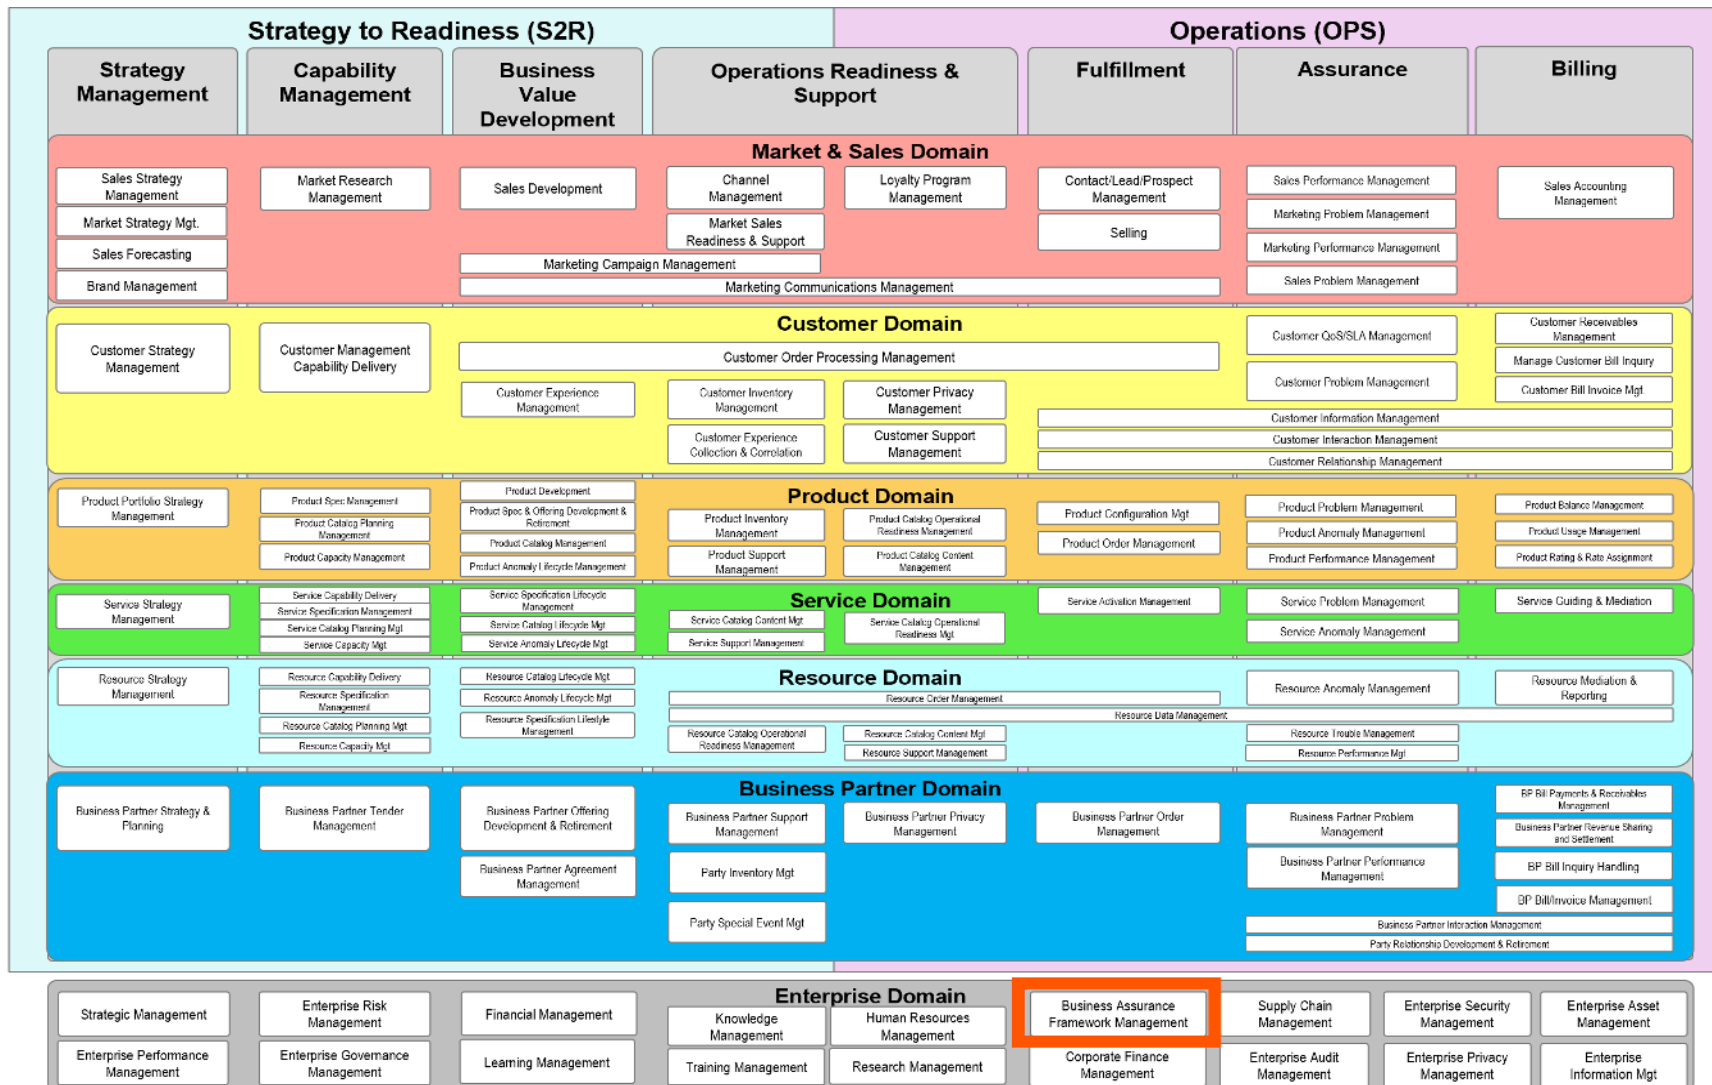 Strategy to Readiness (S2R)
Operations (OPS)
Strategy
Management
Capability
Management
Business
Value
Development
Operations Readiness &
Support
Fulfillment
Assurance
Billing
Market & Sales Domain
Sales Strategy
Management
Market Strategy Mgt.
Sales Forecasting
Brand Management
Market Research
Management
Sales Development
Channel
Management
Loyalty Program
Management
Market Sales
Readiness & Support
Marketing Campaign Management
Marketing Communications Management
Contact/Lead/Prospect
Management
Selling
Sales Performance Management
Marketing Problem Management
Marketing Performance Management
Sales Problem Management
Sales Accounting
Management
Customer Domain
Customer Strategy
Management
Customer Management
Capability Delivery
Customer Order Processing Management
Customer Experience
Management
Customer Inventory
Management
Customer Privacy
Management
Customer Experience
Collection & Correlation
Customer Support
Management
Customer QoS/SLA Management
Customer Problem Management
Customer Receivables
Management
Manage Customer Bill Inquiry
Customer Bill Invoice Mgt.
Customer Information Management
Customer Interaction Management
Customer Relationship Management
Product Domain
Product Portfolio Strategy
Management
Product Spec Management
Product Catalog Planning
Management
Product Capacity Management
Product Development
Product Spec & Offering Development &
Retirement
Product Catalog Management
Product Anomaly Lifecycle Management
Product Inventory
Management
Product Catalog Operational
Readiness Management
Product Support
Management
Product Catalog Content
Management
Product Configuration Mgt
Product Order Management
Product Problem Management
Product Anomaly Management
Product Performance Management
Product Balance Management
Product Usage Management
Product Rating & Rate Assignment
Service Domain
Service Strategy
Management
Service Capability Delivery
Service Specification Management
Service Catalog Planning Mgt
Service Capacity Mgt
Service Specification Lifecycle
Management
Service Catalog Lifecycle Mgt
Service Anomaly Lifecycle Mgt
Service Catalog Content Mgt
Service Support Management
Service Catalog Operational
Readiness Mgt
Service Activation Management
Service Problem Management
Service Anomaly Management
Service Guiding & Mediation
Resource Domain
Resource Strategy
Management
Resource Capability Delivery
Resource Specification
Management
Resource Catalog Planning Mgt
Resource Capacity Mgt
Resource Catalog Lifecycle Mgt
Resource Anomaly Lifecycle Mgt
Resource Specification Lifestyle
Management
Resource Order Management
Resource Data Management
Resource Catalog Operational
Readiness Management
Resource Catalog Content Mgt
Resource Support Management
Resource Anomaly Management
Resource Trouble Management
Resource Performance Mgt
Resource Mediation &
Reporting
Business Partner Domain
Business Partner Strategy &
Planning
Business Partner Tender
Management
Business Partner Offering
Development & Retirement
Business Partner Agreement
Management
Business Partner Support
Management
Business Partner Privacy
Management
Party Inventory Mgt
Party Special Event Mgt
Business Partner Order
Management
Business Partner Problem
Management
Business Partner Performance
Management
BP Bill Payments & Receivables
Management
Business Partner Revenue Sharing
and Settlement
BP Bill Inquiry Handling
BP Bill/Invoice Management
Business Partner Interaction Management
Party Relationship Development & Retirement
Enterprise Domain
Strategic Management
Enterprise Risk
Management
Financial Management
Knowledge
Management
Human Resources
Management
Business Assurance
Framework Management
Supply Chain
Management
Enterprise Security
Management
Enterprise Asset
Management
Enterprise Performance
Management
Enterprise Governance
Management
Learning Management
Training Management
Research Management
Corporate Finance
Management
Enterprise Audit
Management
Enterprise Privacy
Management
Enterprise
Information Mgt